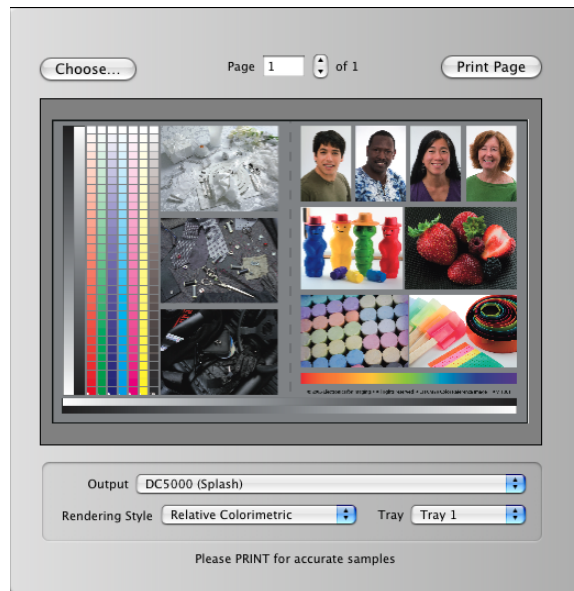 Choose...
Page 1 of 1
Print Page
Output DC5000 (Splash)
Rendering Style Relative Colorimetric Tray Tray 1
Please PRINT for accurate samples